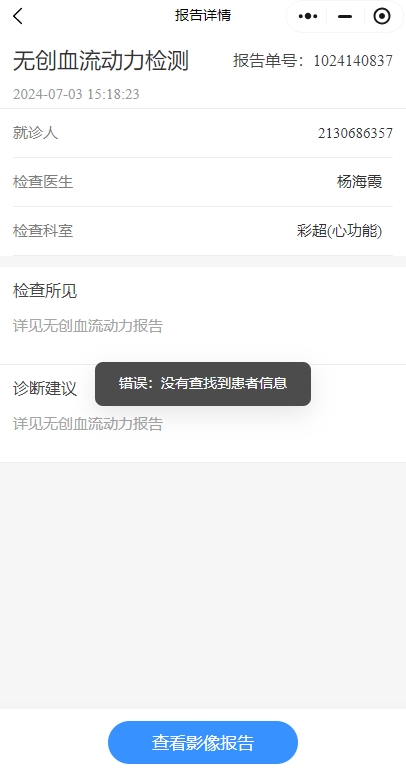 报告详情
无创血流动力检测
报告单号：1024140837
2024-07-03 15:18:23
就诊人 2130686357
检查医生 杨海霞
检查科室 彩超(心功能)
检查所见
详见无创血流动力报告
诊断建议
错误：没有查找到患者信息
详见无创血流动力报告
查看影像报告